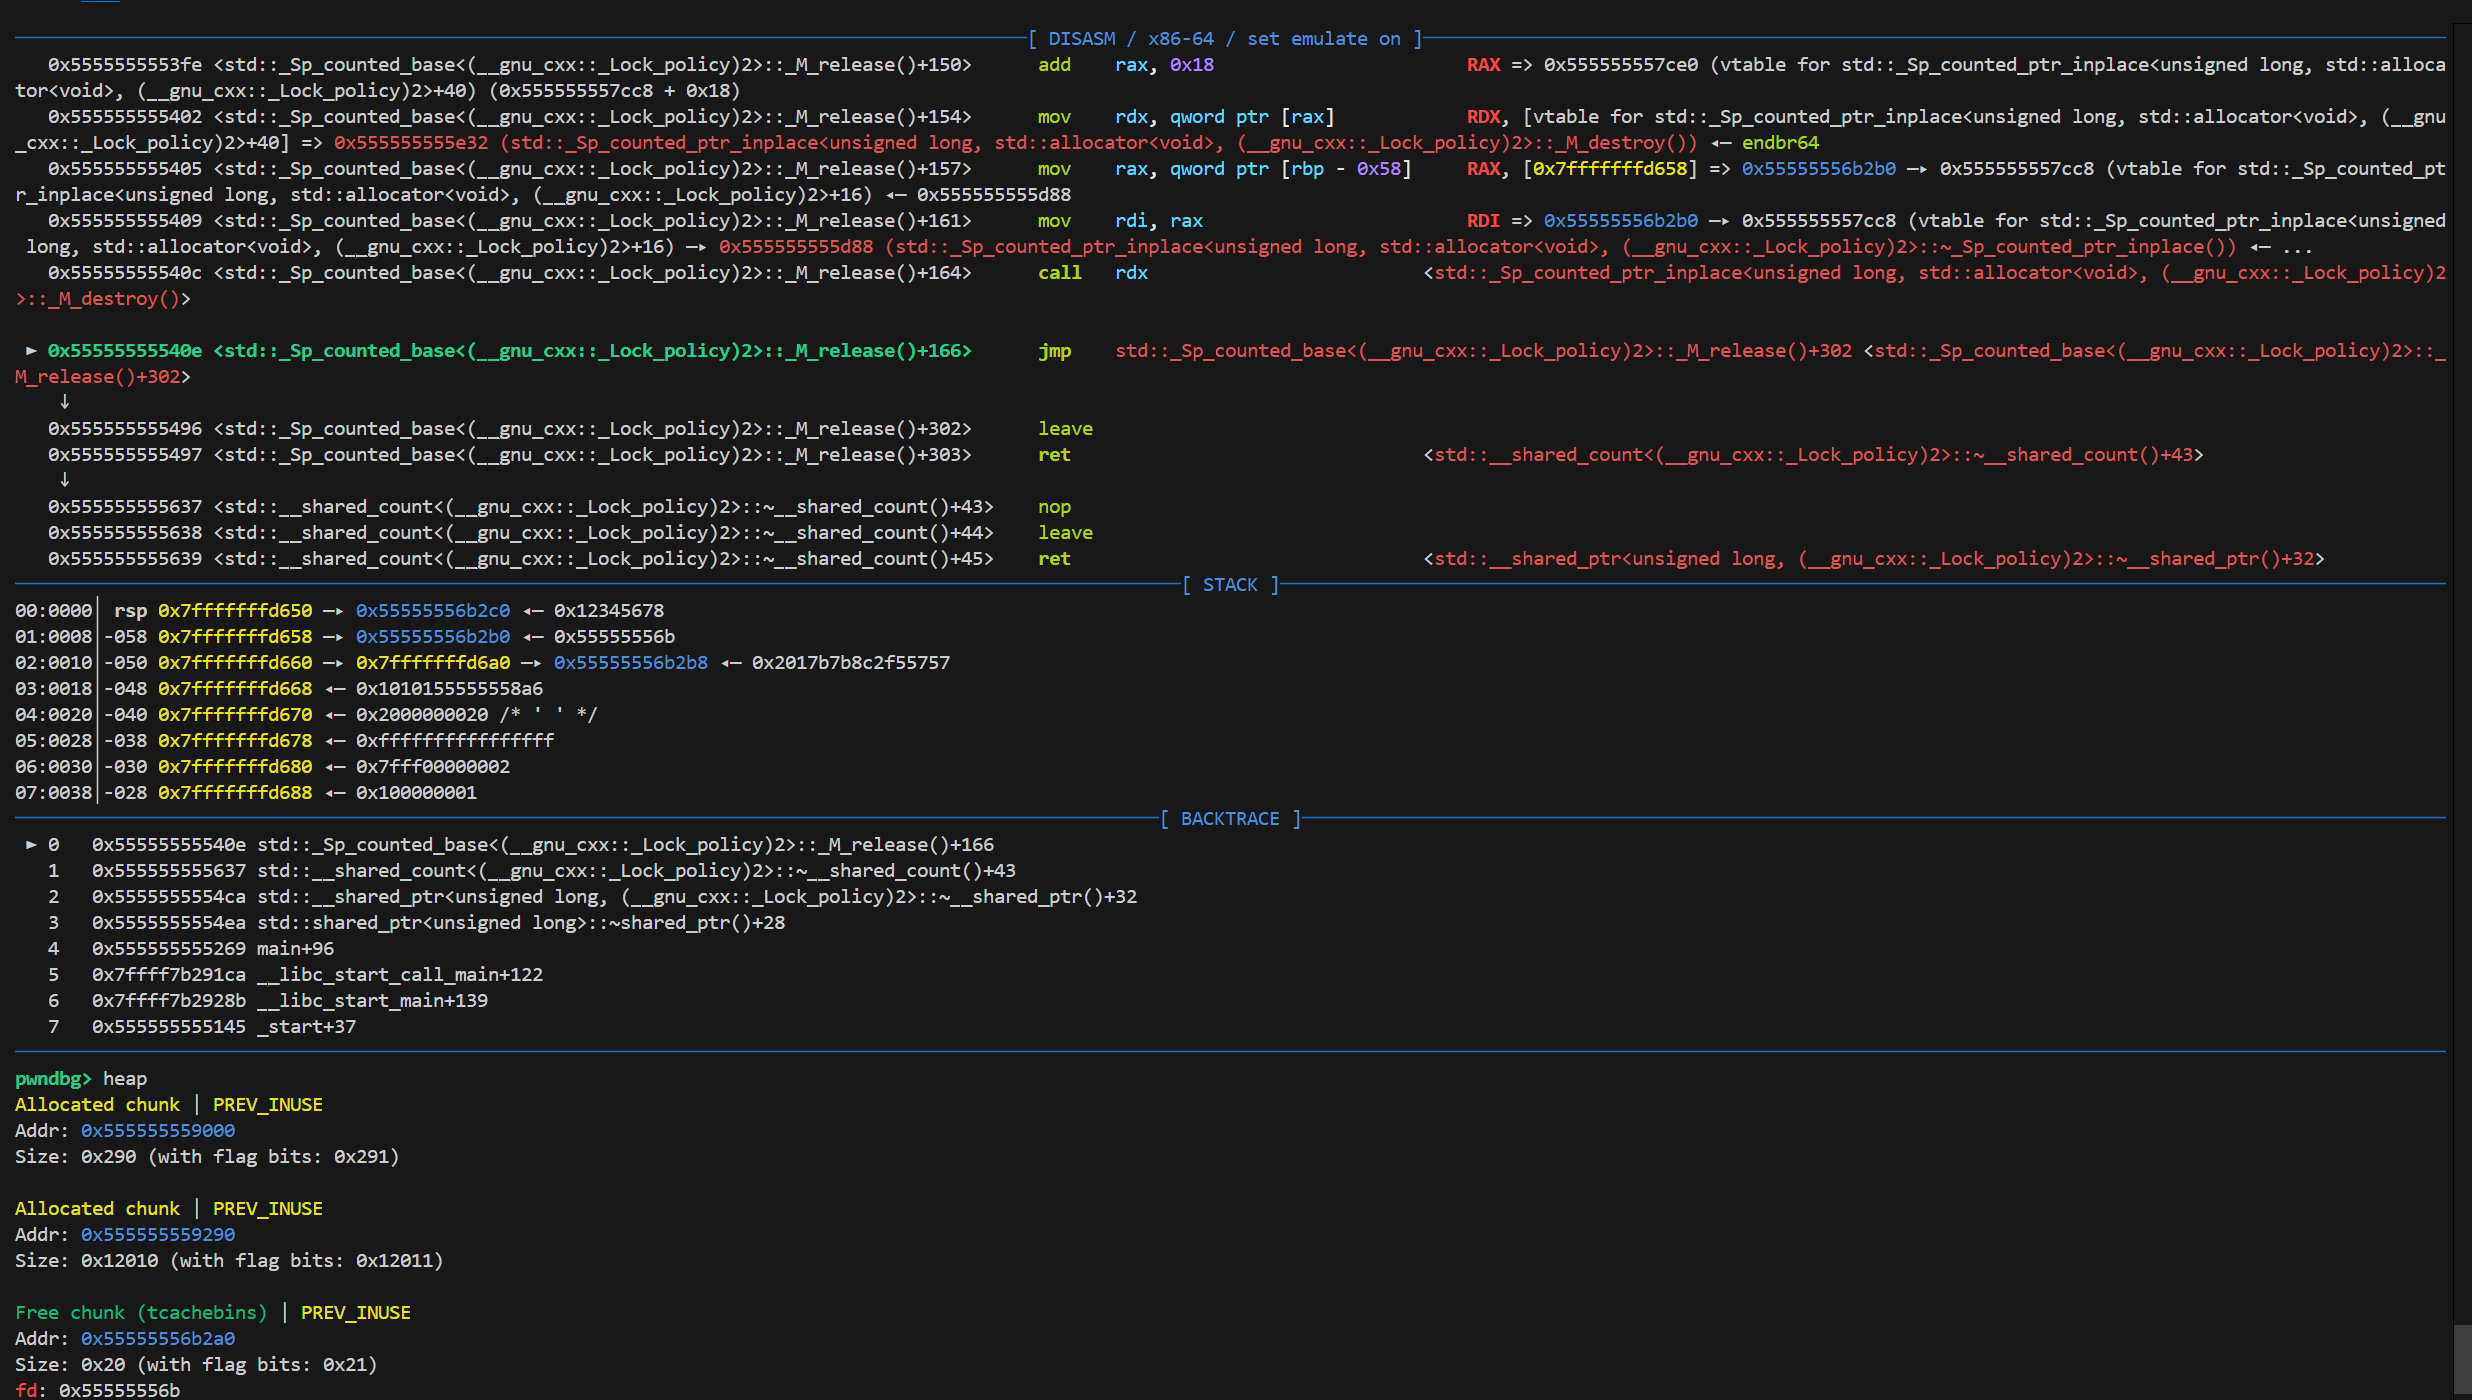 [ DISASM / x86-64 / set emulate on ]
0x5555555553fe <std::_Sp_counted_base<(__gnu_cxx::_Lock_policy)2>::_M_release()+150> add rax, 0x18 RAX => 0x555555557ce0 (vtable for std::_Sp_counted_ptr_inplace<unsigned long, std::alloca
tor<void>, (__gnu_cxx::_Lock_policy)2>+40) (0x555555557cc8 + 0x18)
0x555555555402 <std::_Sp_counted_base<(__gnu_cxx::_Lock_policy)2>::_M_release()+154> mov rdx, qword ptr [rax] RDX, [vtable for std::_Sp_counted_ptr_inplace<unsigned long, std::allocator<void>, (__gnu
_cxx::_Lock_policy)2>+40] => 0x555555555e32 (std::_Sp_counted_ptr_inplace<unsigned long, std::allocator<void>, (__gnu_cxx::_Lock_policy)2>::_M_destroy()) ◂— endbr64
0x555555555405 <std::_Sp_counted_base<(__gnu_cxx::_Lock_policy)2>::_M_release()+157> mov rax, qword ptr [rbp - 0x58] RAX, [0x7fffffffd658] => 0x55555556b2b0 —▸ 0x555555557cc8 (vtable for std::_Sp_counted_pt
r_inplace<unsigned long, std::allocator<void>, (__gnu_cxx::_Lock_policy)2>+16) ◂— 0x555555555d88
0x555555555409 <std::_Sp_counted_base<(__gnu_cxx::_Lock_policy)2>::_M_release()+161> mov rdi, rax RDI => 0x55555556b2b0 —▸ 0x555555557cc8 (vtable for std::_Sp_counted_ptr_inplace<unsigned
long, std::allocator<void>, (__gnu_cxx::_Lock_policy)2>+16) —▸ 0x555555555d88 (std::_Sp_counted_ptr_inplace<unsigned long, std::allocator<void>, (__gnu_cxx::_Lock_policy)2>::~_Sp_counted_ptr_inplace()) ◂— ...
0x55555555540c <std::_Sp_counted_base<(__gnu_cxx::_Lock_policy)2>::_M_release()+164> call rdx <std::_Sp_counted_ptr_inplace<unsigned long, std::allocator<void>, (__gnu_cxx::_Lock_policy)2
>::_M_destroy()>
► 0x55555555540e <std::_Sp_counted_base<(__gnu_cxx::_Lock_policy)2>::_M_release()+166> jmp std::_Sp_counted_base<(__gnu_cxx::_Lock_policy)2>::_M_release()+302 <std::_Sp_counted_base<(__gnu_cxx::_Lock_policy)2>::_
M_release()+302>
↓
0x555555555496 <std::_Sp_counted_base<(__gnu_cxx::_Lock_policy)2>::_M_release()+302> leave
0x555555555497 <std::_Sp_counted_base<(__gnu_cxx::_Lock_policy)2>::_M_release()+303> ret <std::__shared_count<(__gnu_cxx::_Lock_policy)2>::~__shared_count()+43>
↓
0x555555555637 <std::__shared_count<(__gnu_cxx::_Lock_policy)2>::~__shared_count()+43> nop
0x555555555638 <std::__shared_count<(__gnu_cxx::_Lock_policy)2>::~__shared_count()+44> leave
0x555555555639 <std::__shared_count<(__gnu_cxx::_Lock_policy)2>::~__shared_count()+45> ret <std::__shared_ptr<unsigned long, (__gnu_cxx::_Lock_policy)2>::~__shared_ptr()+32>
[ STACK ]
00:0000│ rsp 0x7fffffffd650 —▸ 0x55555556b2c0 ◂— 0x12345678
01:0008│-058 0x7fffffffd658 —▸ 0x55555556b2b0 ◂— 0x55555556b
02:0010│-050 0x7fffffffd660 —▸ 0x7fffffffd6a0 —▸ 0x55555556b2b8 ◂— 0x2017b7b8c2f55757
03:0018│-048 0x7fffffffd668 ◂— 0x1010155555558a6
04:0020│-040 0x7fffffffd670 ◂— 0x2000000020 /* ' ' */
05:0028│-038 0x7fffffffd678 ◂— 0xffffffffffffffff
06:0030│-030 0x7fffffffd680 ◂— 0x7fff00000002
07:0038│-028 0x7fffffffd688 ◂— 0x100000001
[ BACKTRACE ]
► 0 0x55555555540e std::_Sp_counted_base<(__gnu_cxx::_Lock_policy)2>::_M_release()+166
1 0x555555555637 std::__shared_count<(__gnu_cxx::_Lock_policy)2>::~__shared_count()+43
2 0x5555555554ca std::__shared_ptr<unsigned long, (__gnu_cxx::_Lock_policy)2>::~__shared_ptr()+32
3 0x5555555554ea std::shared_ptr<unsigned long>::~shared_ptr()+28
4 0x555555555269 main+96
5 0x7ffff7b291ca __libc_start_call_main+122
6 0x7ffff7b2928b __libc_start_main+139
7 0x555555555145 _start+37
pwndbg> heap
Allocated chunk | PREV_INUSE
Addr: 0x555555559000
Size: 0x290 (with flag bits: 0x291)
Allocated chunk | PREV_INUSE
Addr: 0x555555559290
Size: 0x12010 (with flag bits: 0x12011)
Free chunk (tcachebins) | PREV_INUSE
Addr: 0x55555556b2a0
Size: 0x20 (with flag bits: 0x21)
fd: 0x55555556b